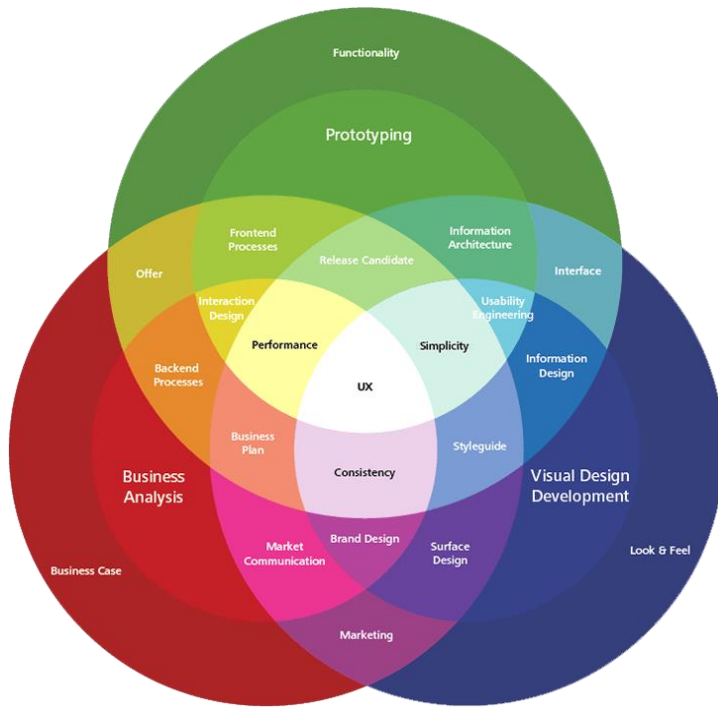 Functionality
Prototyping
Frontend
Processes
Information
Architecture
Release Candidate
Offer
Interface
Interaction
Design
Usability
Engineering
Performance
Simplicity
Backend
Processes
Information
Design
UX
Business
Plan
Styleguide
Consistency
Business
Analysis
Visual Design
Development
Brand Design
Market
Communication
Surface
Design
Look & Feel
Business Case
Marketing